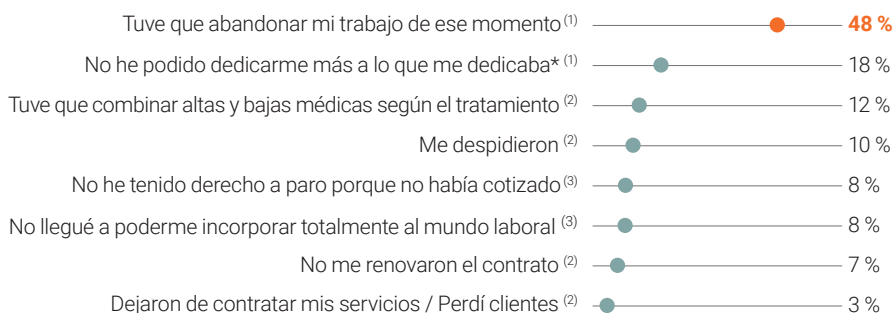 Tuve que abandonar mi trabajo de ese momento (1) 48 %
No he podido dedicarme más a lo que me dedicaba* (1) 18 %
Tuve que combinar altas y bajas médicas según el tratamiento (2) 12 %
Me despidieron (2) 10 %
No he tenido derecho a paro porque no había cotizado (3) 8 %
No llegué a poderme incorporar totalmente al mundo laboral (3) 8 %
No me renovaron el contrato (2) 7 %
Dejaron de contratar mis servicios / Perdí clientes (2) 3 %